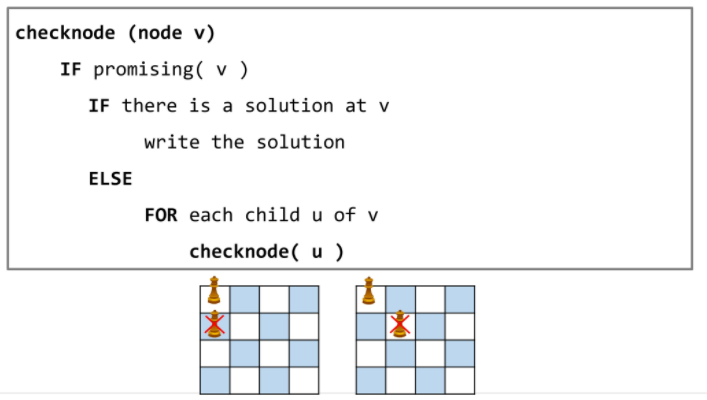 checknode (node v)
IF promising( v )
IF there is a solution at v
write the solution
ELSE
FOR each child u of v
checknode( u )